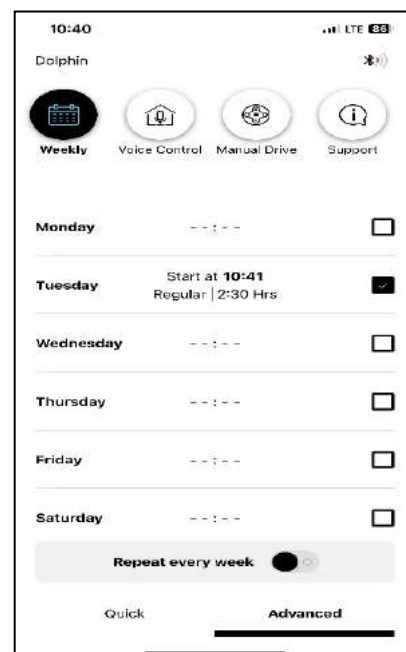 10:40 LTE 86
Dolphin
Weekly Voice Control Manual Drive Support
Monday --:--
Tuesday Start at 10:41
Regular | 2:30 Hrs
Wednesday --:--
Thursday --:--
Friday --:--
Saturday --:--
Repeat every week
Quick Advanced